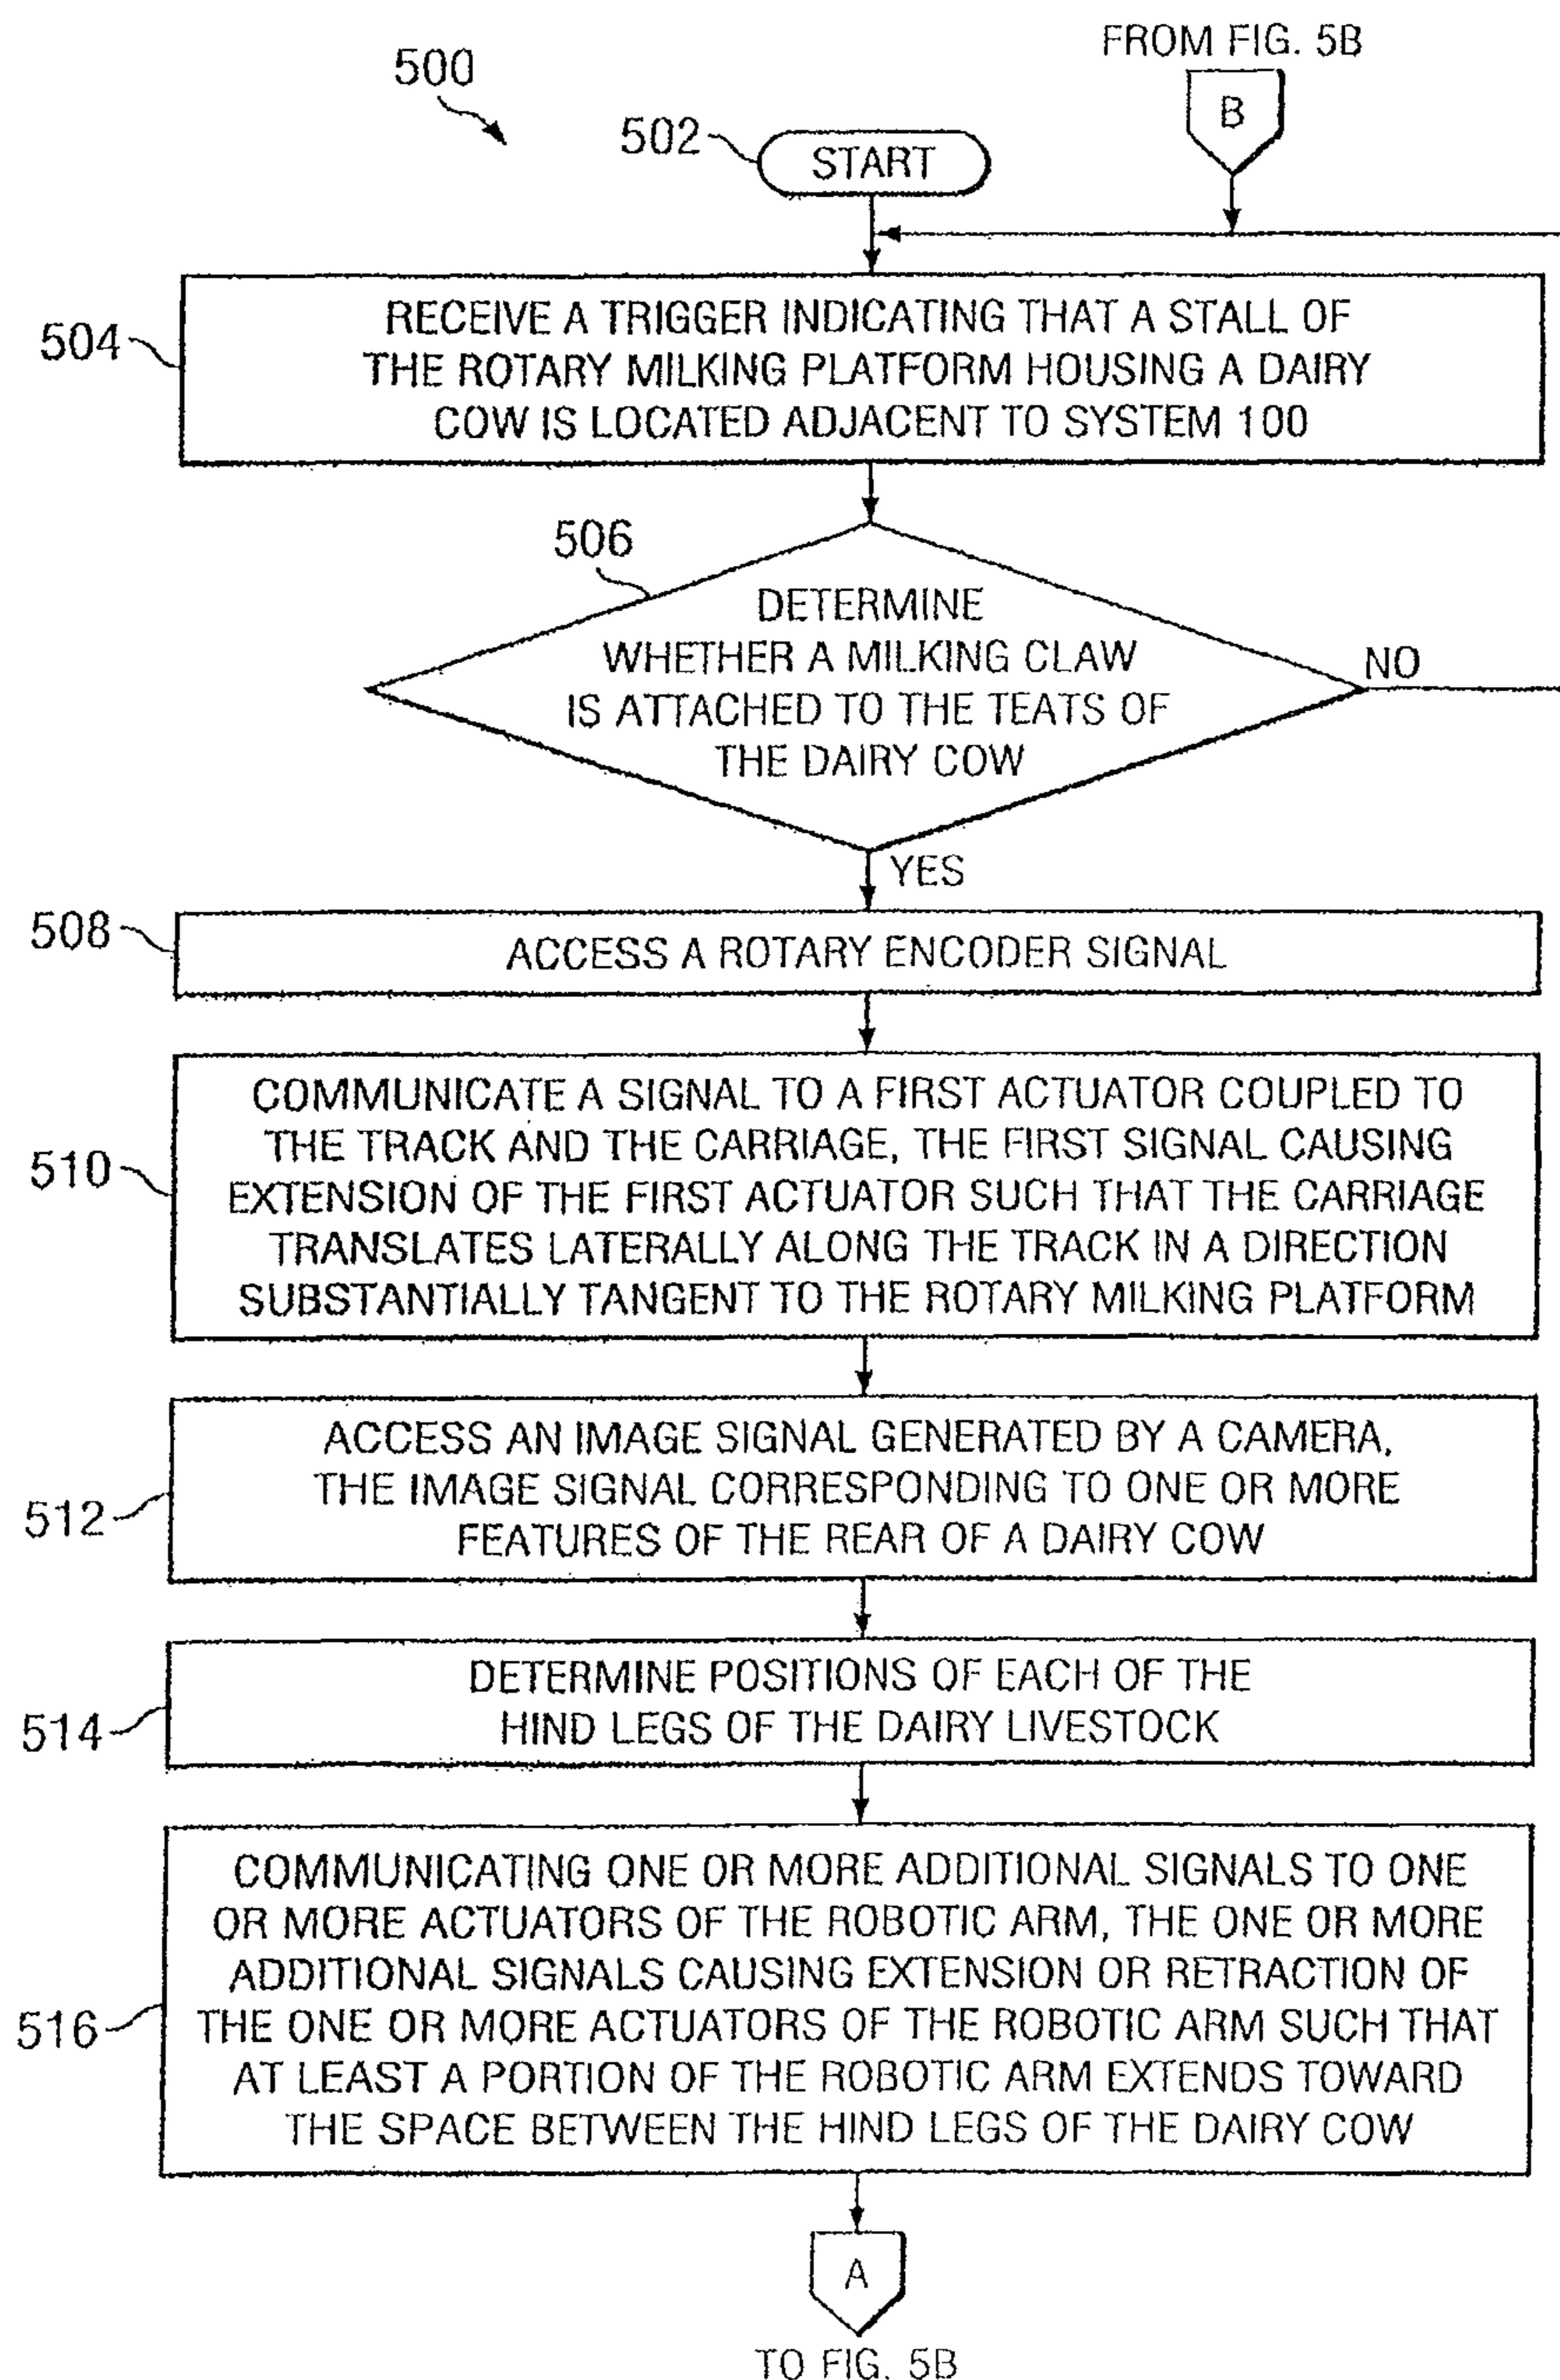 FROM FIG. 5B
B
500
502
START
504
RECEIVE A TRIGGER INDICATING THAT A STALL OF
THE ROTARY MILKING PLATFORM HOUSING A DAIRY
COW IS LOCATED ADJACENT TO SYSTEM 100
506
DETERMINE
WHETHER A MILKING CLAW
IS ATTACHED TO THE TEATS OF
THE DAIRY COW
NO
YES
508
ACCESS A ROTARY ENCODER SIGNAL
510
COMMUNICATE A SIGNAL TO A FIRST ACTUATOR COUPLED TO
THE TRACK AND THE CARRIAGE, THE FIRST SIGNAL CAUSING
EXTENSION OF THE FIRST ACTUATOR SUCH THAT THE CARRIAGE
TRANSLATES LATERALLY ALONG THE TRACK IN A DIRECTION
SUBSTANTIALLY TANGENT TO THE ROTARY MILKING PLATFORM
512
ACCESS AN IMAGE SIGNAL GENERATED BY A CAMERA,
THE IMAGE SIGNAL CORRESPONDING TO ONE OR MORE
FEATURES OF THE REAR OF A DAIRY COW
514
DETERMINE POSITIONS OF EACH OF THE
HIND LEGS OF THE DAIRY LIVESTOCK
516
COMMUNICATING ONE OR MORE ADDITIONAL SIGNALS TO ONE
OR MORE ACTUATORS OF THE ROBOTIC ARM, THE ONE OR MORE
ADDITIONAL SIGNALS CAUSING EXTENSION OR RETRACTION OF
THE ONE OR MORE ACTUATORS OF THE ROBOTIC ARM SUCH THAT
AT LEAST A PORTION OF THE ROBOTIC ARM EXTENDS TOWARD
THE SPACE BETWEEN THE HIND LEGS OF THE DAIRY COW
A
TO FIG. 5B